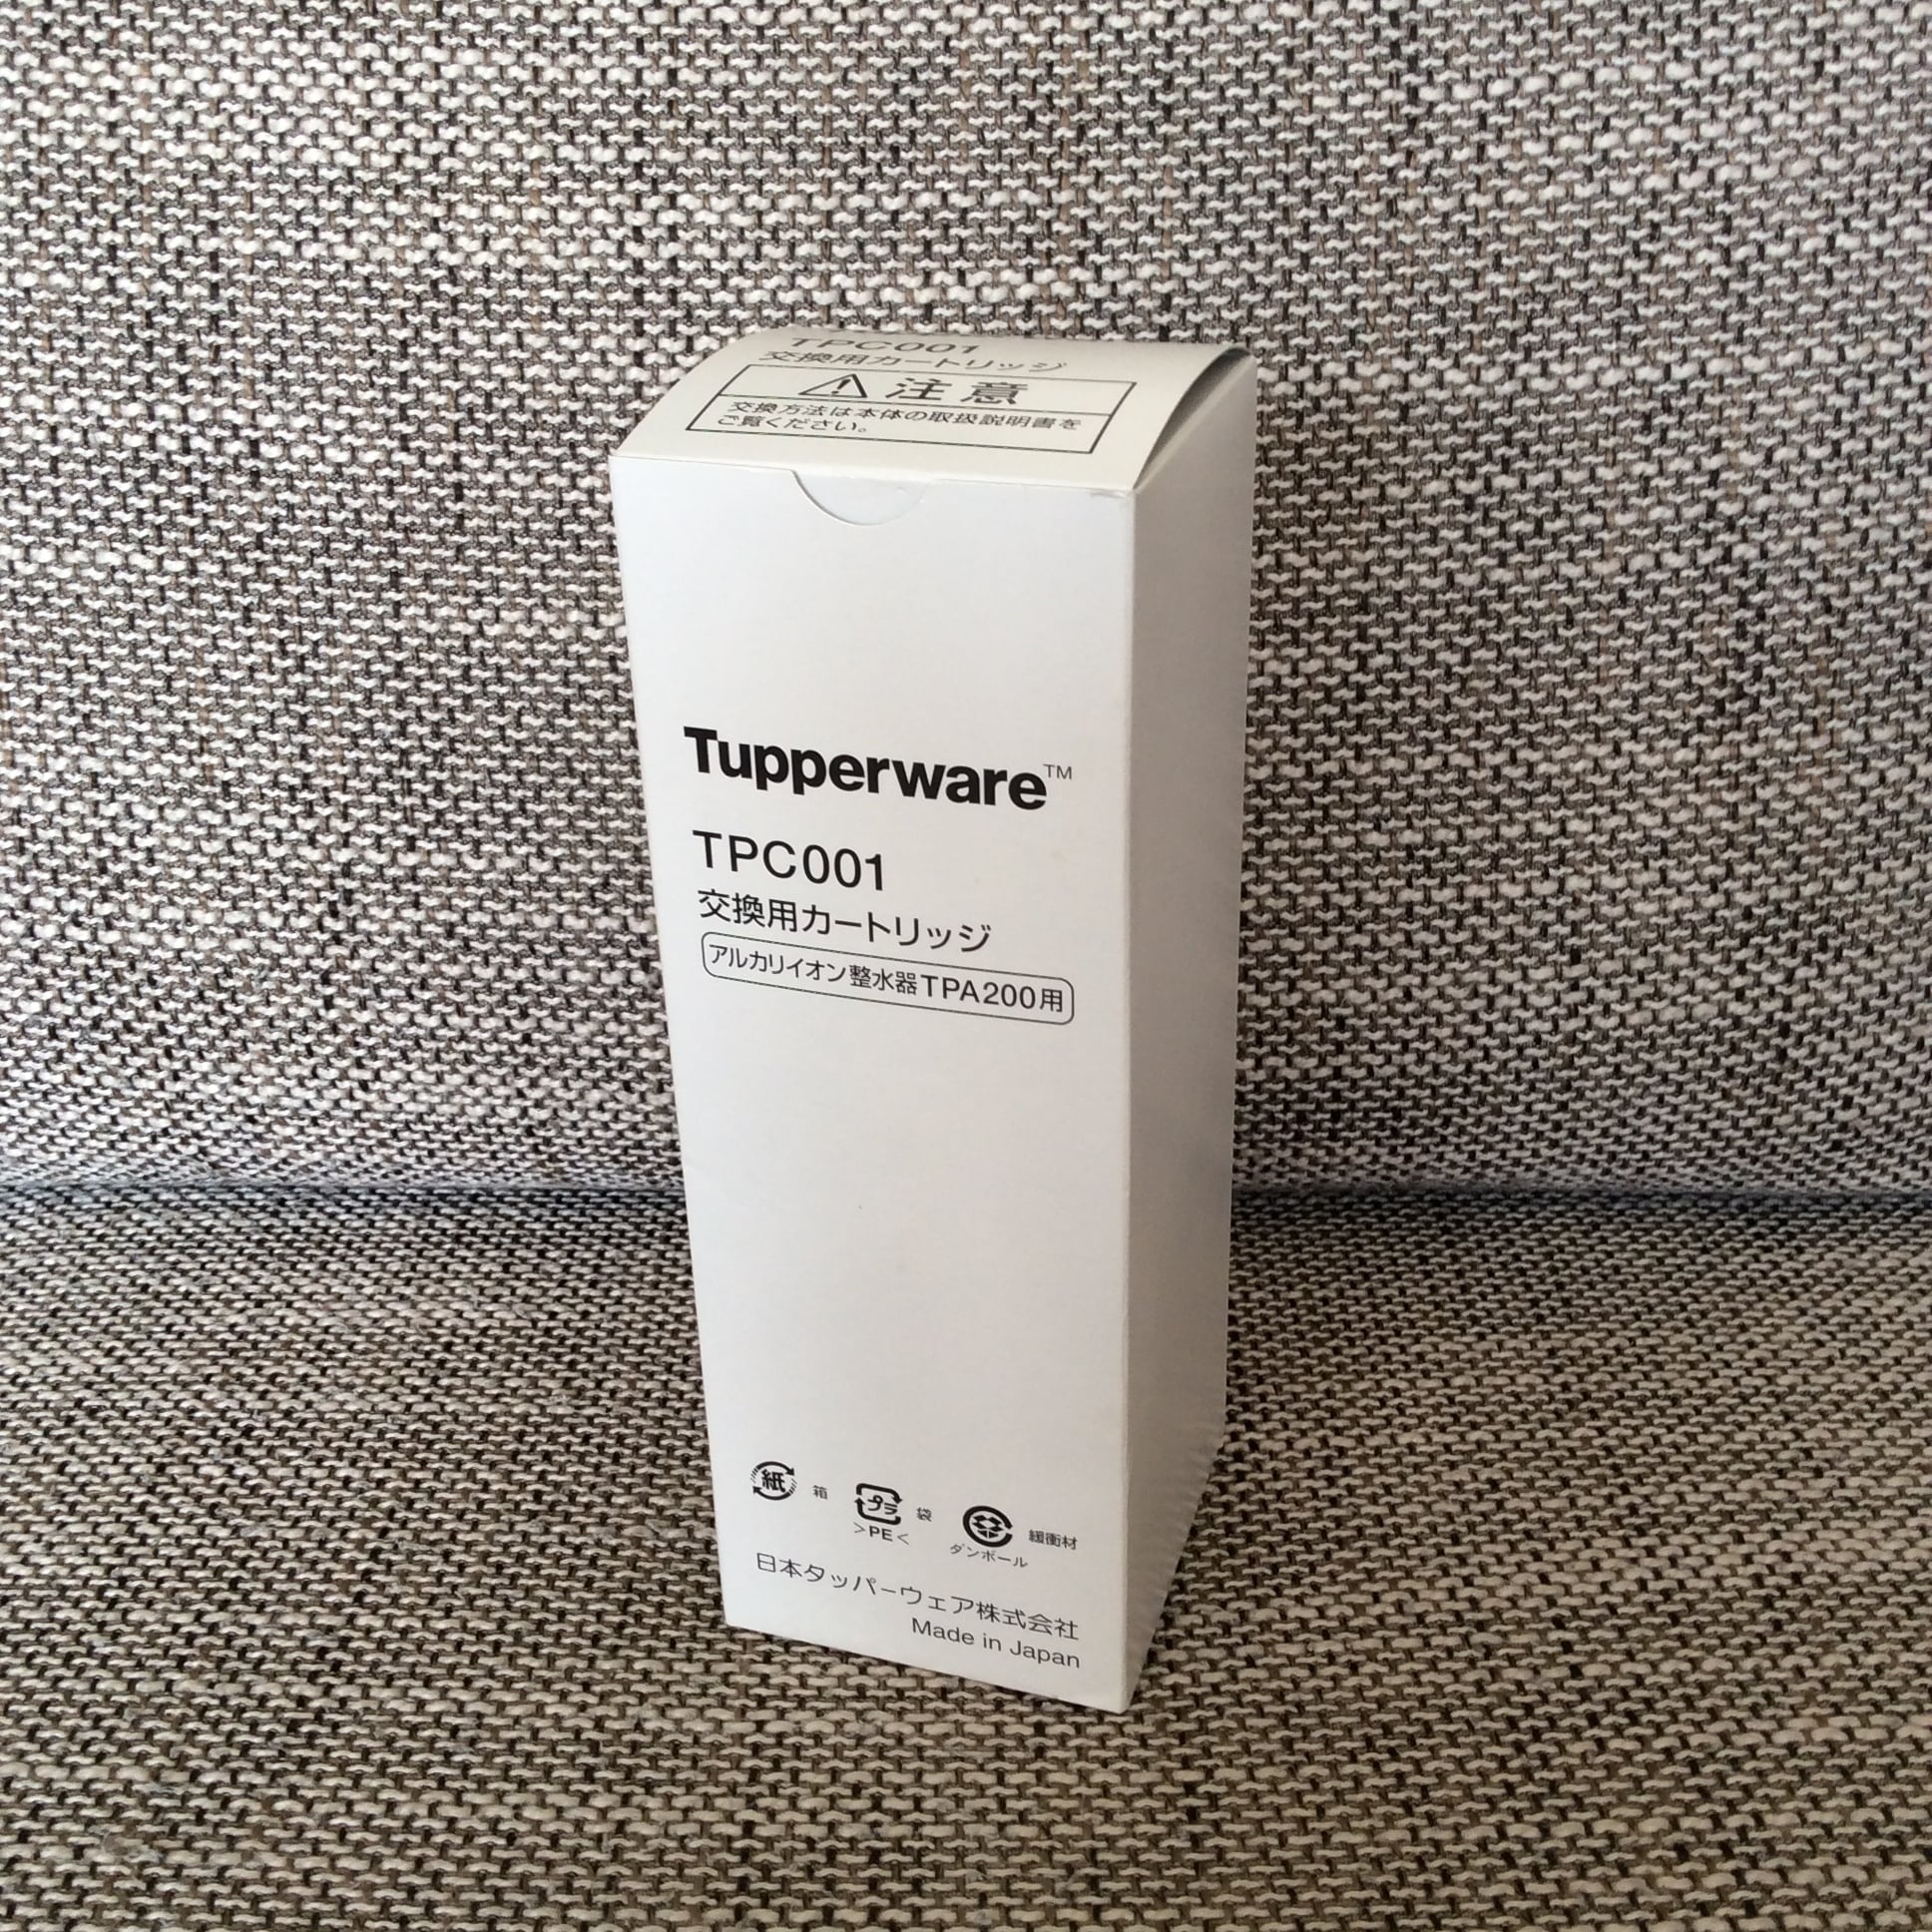 TPC001
交換用カートリッジ
注意
交換方法は本体の取扱説明書を
ご覧ください。
Tupperware™
TPC001
交換用カートリッジ
アルカリイオン整水器TPA200用
紙 箱 プラ 袋 緩衝材
>PE< ダンボール
日本タッパーウェア株式会社
Made in Japan